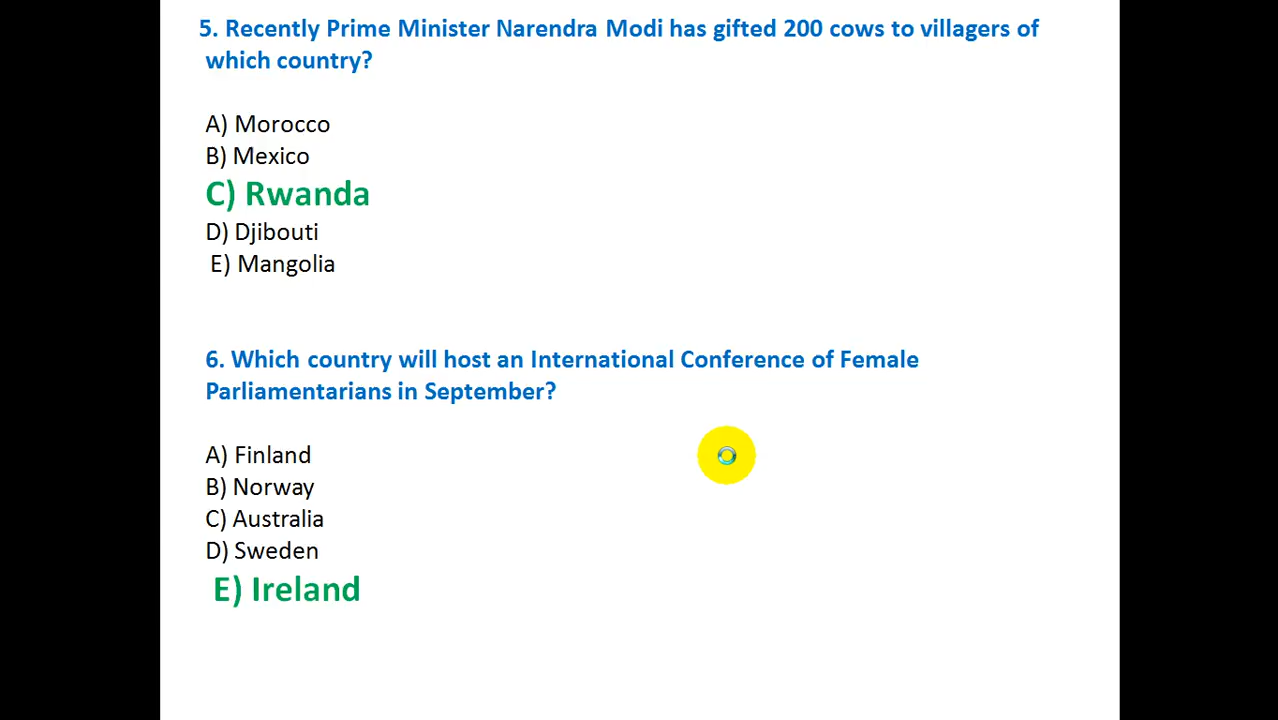 5. Recently Prime Minister Narendra Modi has gifted 200 cows to villagers of
which country?
A) Morocco
B) Mexico
C) Rwanda
D) Djibouti
E) Mangolia
6. Which country will host an International Conference of Female
Parliamentarians in September?
A) Finland
B) Norway
C) Australia
D) Sweden
E) Ireland